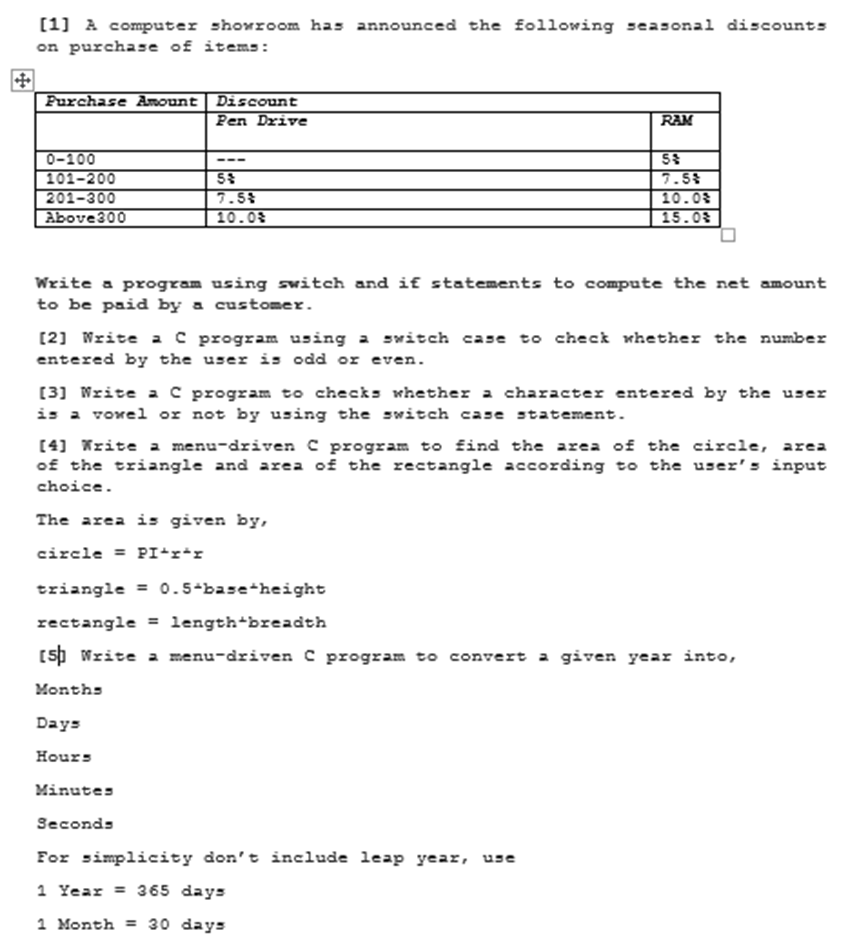 [1] A computer showroom has announced the following seasonal discounts
on purchase of items:
Purchase Amount Discount
Pen Drive RAM
0-100 --- 5%
101-200 5% 7.5%
201-300 7.5% 10.0%
Above300 10.0% 15.0%
Write a program using switch and if statements to compute the net amount
to be paid by a customer.
[2] Write a C program using a switch case to check whether the number
entered by the user is odd or even.
[3] Write a C program to checks whether a character entered by the user
is a vowel or not by using the switch case statement.
[4] Write a menu-driven C program to find the area of the circle, area
of the triangle and area of the rectangle according to the user's input
choice.
The area is given by,
circle = PI*r*r
triangle = 0.5*base*height
rectangle = length*breadth
[5] Write a menu-driven C program to convert a given year into,
Months
Days
Hours
Minutes
Seconds
For simplicity don't include leap year, use
1 Year = 365 days
1 Month = 30 days